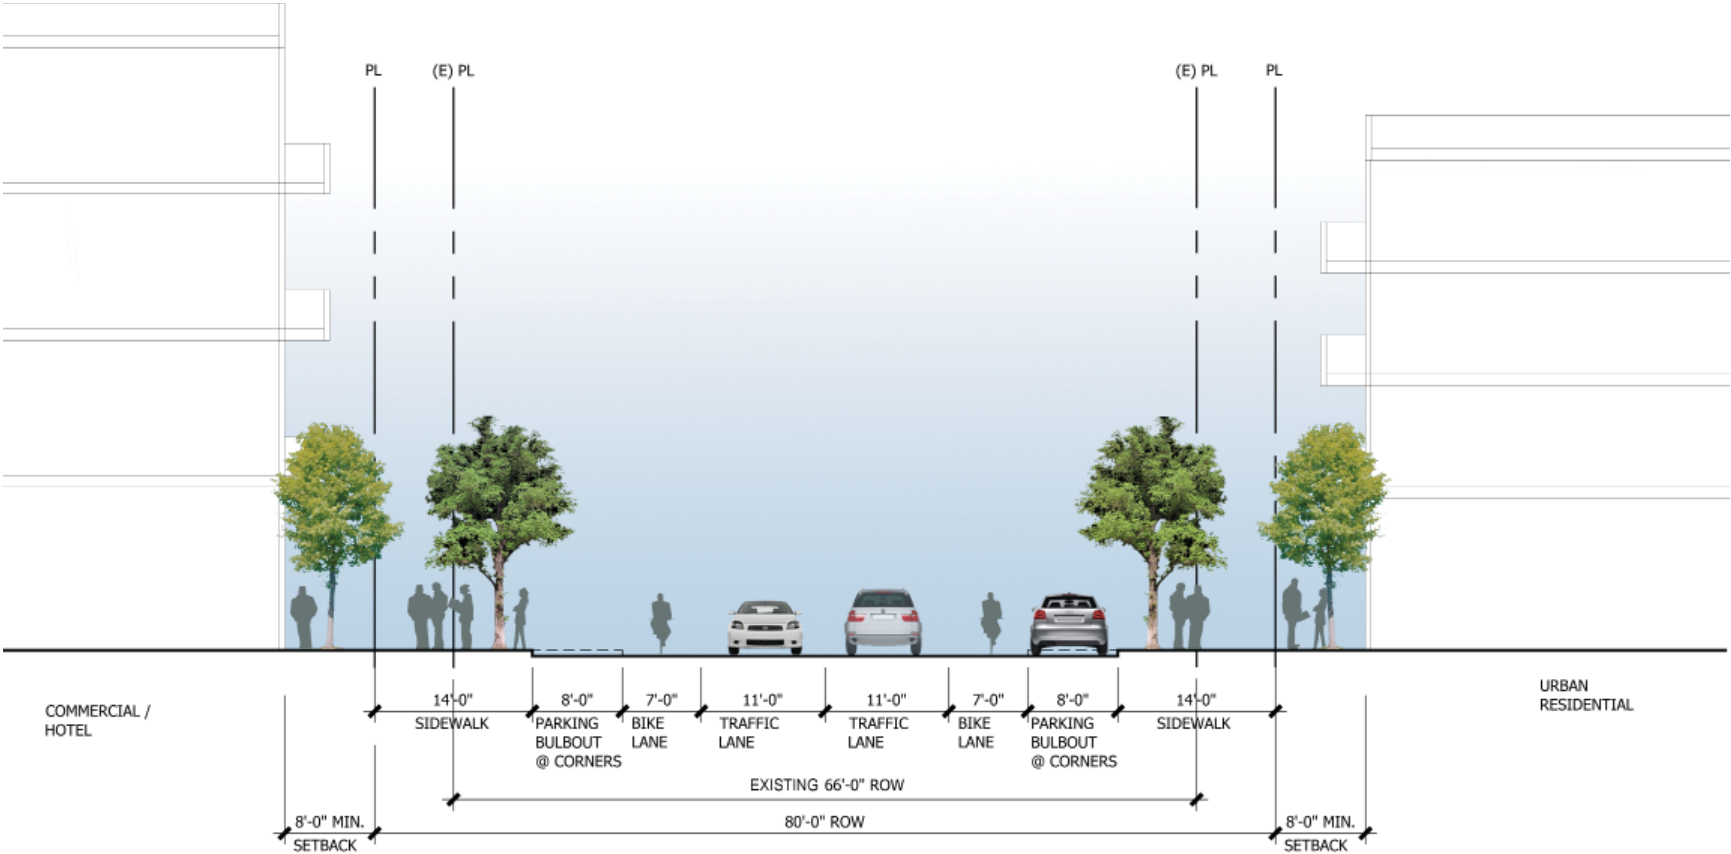 PL
(E) PL
(E) PL
PL
COMMERCIAL /
HOTEL
14'-0"
SIDEWALK
8'-0"
PARKING
BULBOUT
@ CORNERS
7'-0"
BIKE
LANE
11'-0"
TRAFFIC
LANE
11'-0"
TRAFFIC
LANE
7'-0"
BIKE
LANE
8'-0"
PARKING
BULBOUT
@ CORNERS
14'-0"
SIDEWALK
URBAN
RESIDENTIAL
EXISTING 66'-0" ROW
8'-0" MIN.
SETBACK
80'-0" ROW
8'-0" MIN.
SETBACK